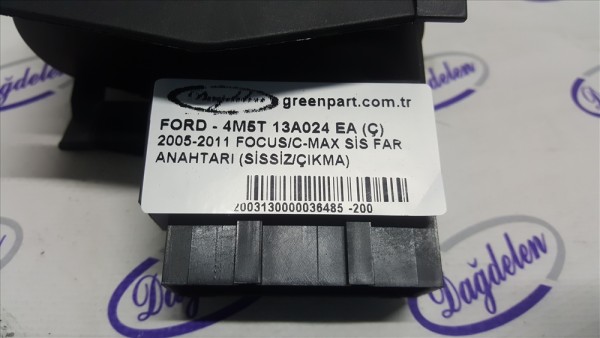 Dağdelen
Dağdelen greenpart.com.tr
FORD - 4M5T 13A024 EA (Ç)
2005-2011 FOCUS/C-MAX SİS FAR
ANAHTARI (SİSSİZ/ÇIKMA)
2003130000036485 -200
Dağdelen
Dağdelen